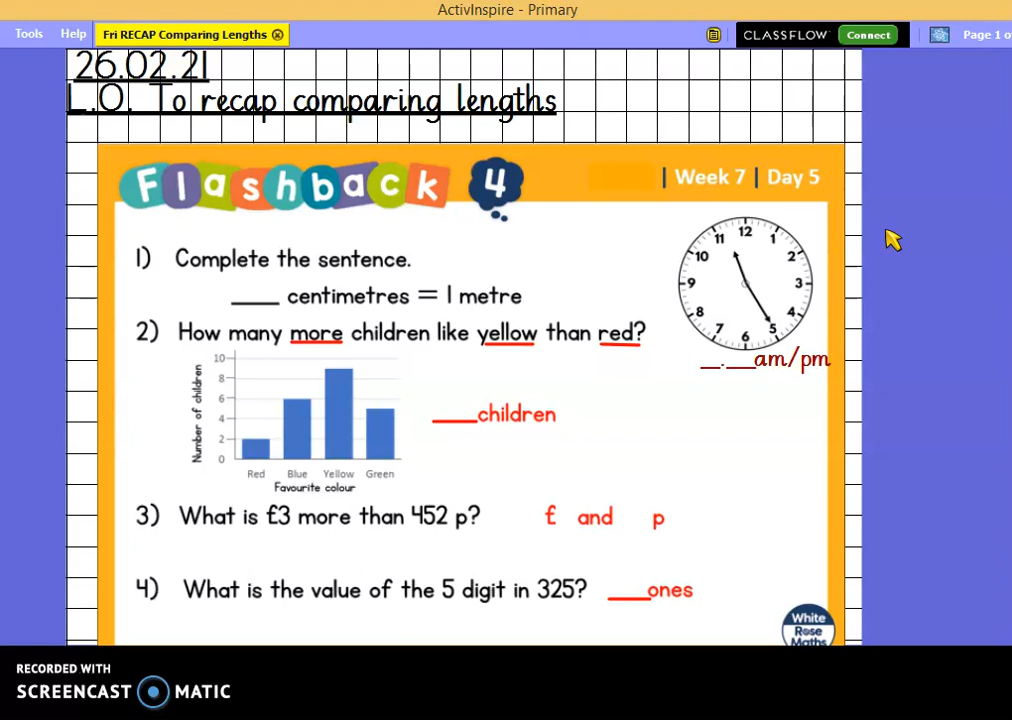 ActivInspire - Primary
Tools Help Fri RECAP Comparing Lengths CLASSFLOW Connect Page 1 o
26.02.21
L.O. To recap comparing lengths
Flashback 4 | Week 7 | Day 5
1) Complete the sentence.
____ centimetres = 1 metre
2) How many more children like yellow than red?
12 1 2 3 4 5 6 7 8 9 10 11
_.__am/pm
Number of children
10
8
6
4
2
0
Red Blue Yellow Green
Favourite colour
____children
3) What is £3 more than 452 p? £ and p
4) What is the value of the 5 digit in 325? ____ones
White
Rose
Maths
RECORDED WITH
SCREENCAST MATIC